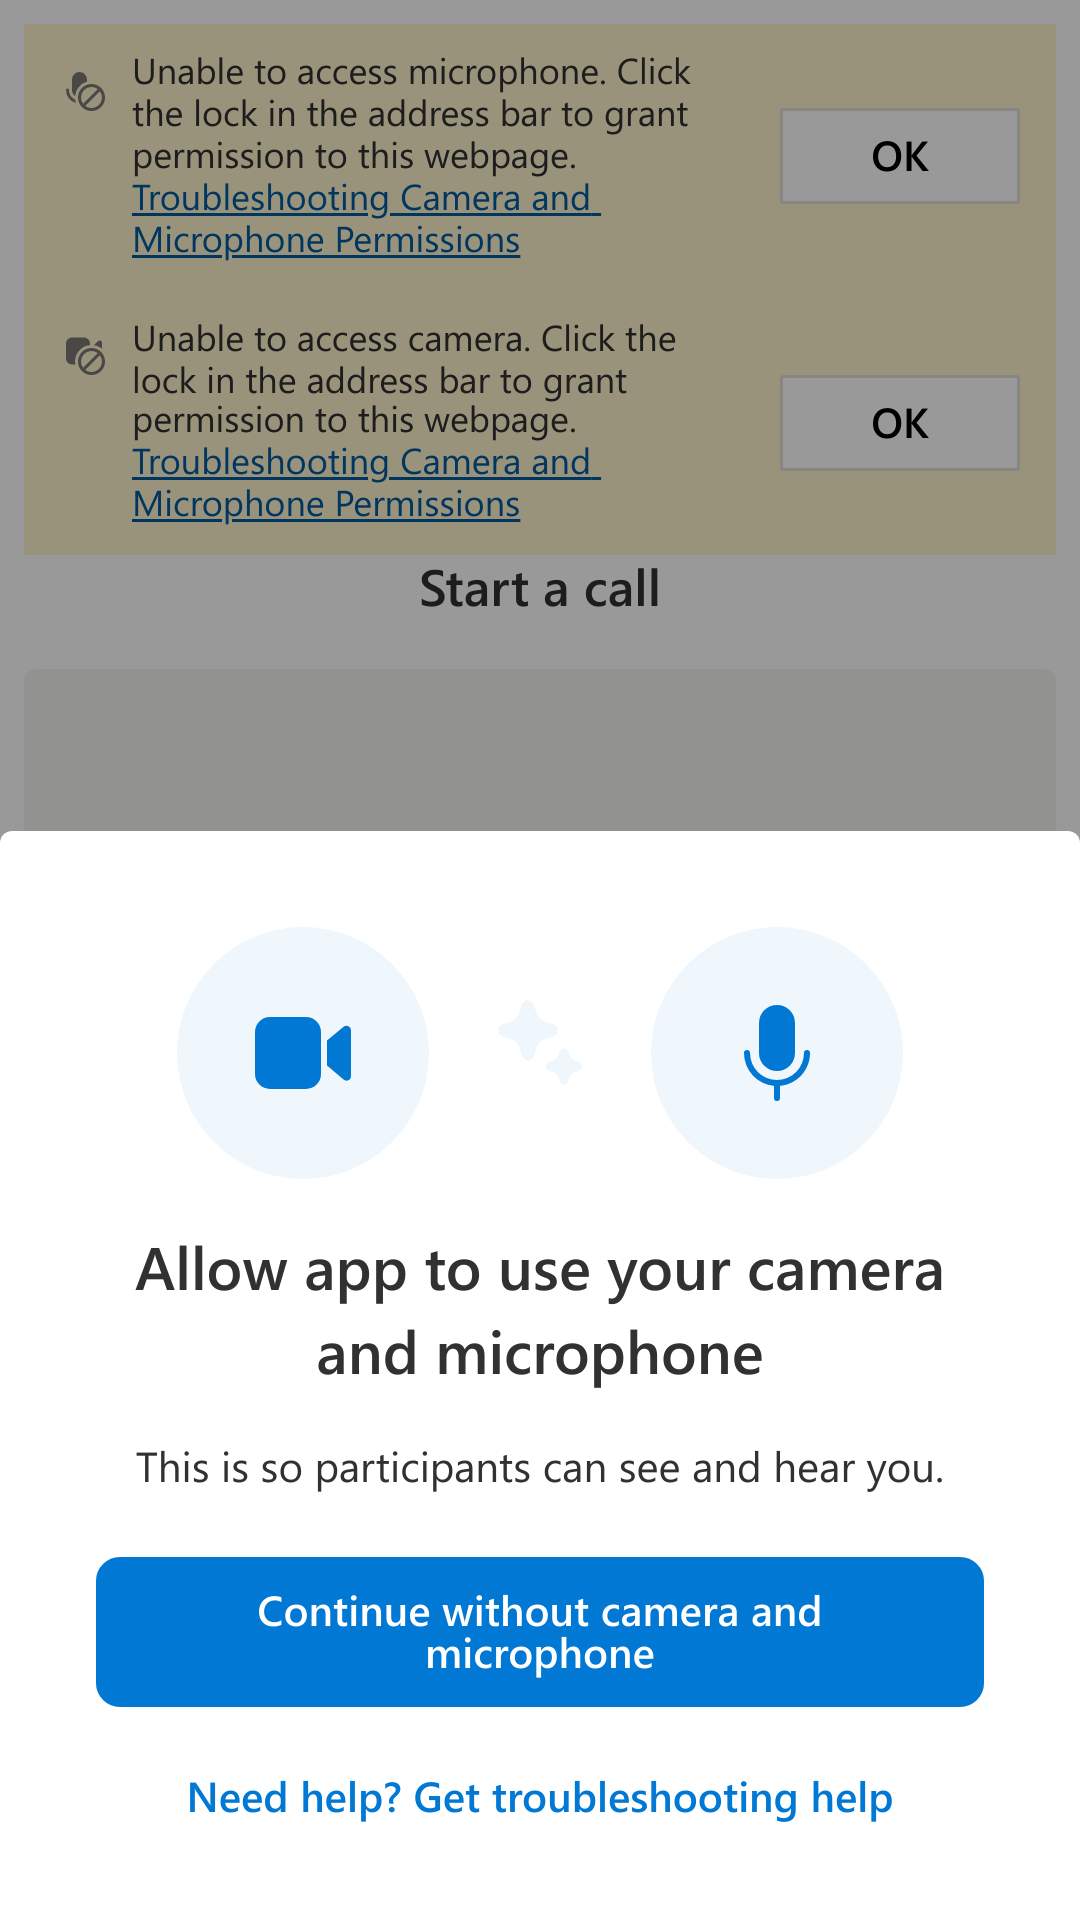 Unable to access microphone. Click
the lock in the address bar to grant
permission to this webpage.
Troubleshooting Camera and
Microphone Permissions
OK
Unable to access camera. Click the
lock in the address bar to grant
permission to this webpage.
Troubleshooting Camera and
Microphone Permissions
OK
Start a call
Allow app to use your camera
and microphone
This is so participants can see and hear you.
Continue without camera and
microphone
Need help? Get troubleshooting help